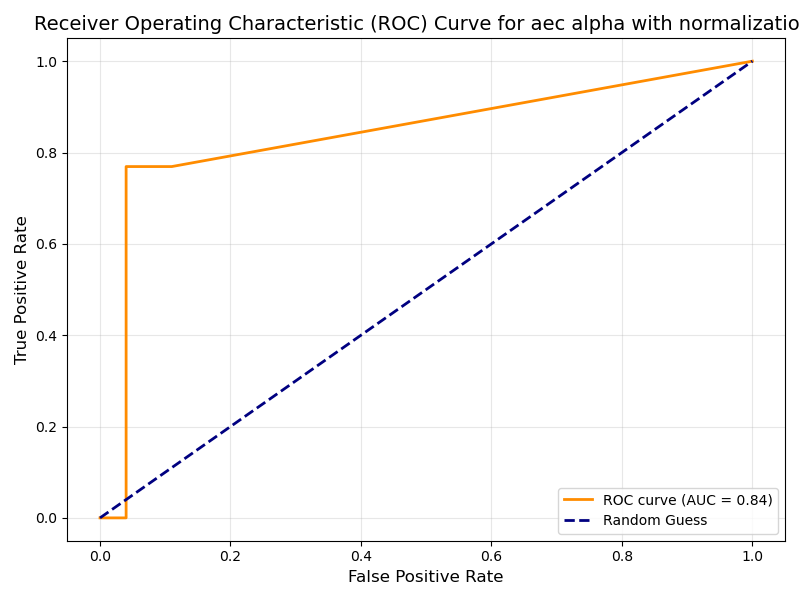 Receiver Operating Characteristic (ROC) Curve for aec alpha with normalizatio
1.0
0.8
0.6
0.4
0.2
0.0
True Positive Rate
0.0 0.2 0.4 0.6 0.8 1.0
False Positive Rate
ROC curve (AUC = 0.84)
Random Guess